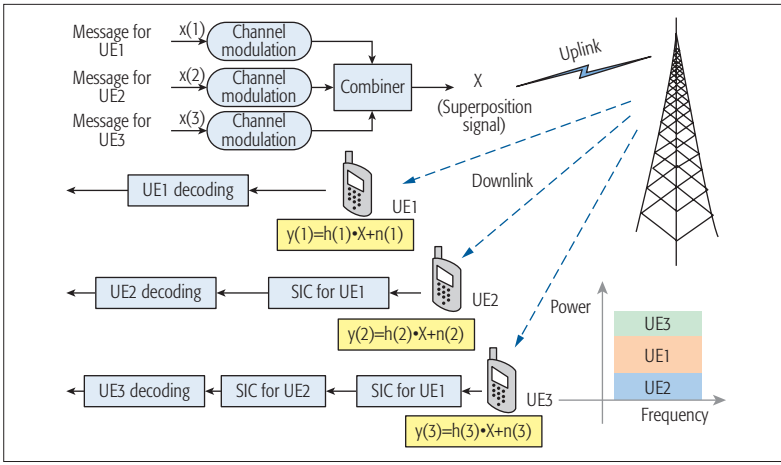 Message for UE1
x(1)
Channel modulation
Message for UE2
x(2)
Channel modulation
Message for UE3
x(3)
Channel modulation
Combiner
X
(Superposition signal)
Uplink
Downlink
UE1 decoding
UE1
y(1)=h(1)•X+n(1)
UE2 decoding
SIC for UE1
UE2
y(2)=h(2)•X+n(2)
UE3 decoding
SIC for UE2
SIC for UE1
UE3
y(3)=h(3)•X+n(3)
Power
UE3
UE1
UE2
Frequency